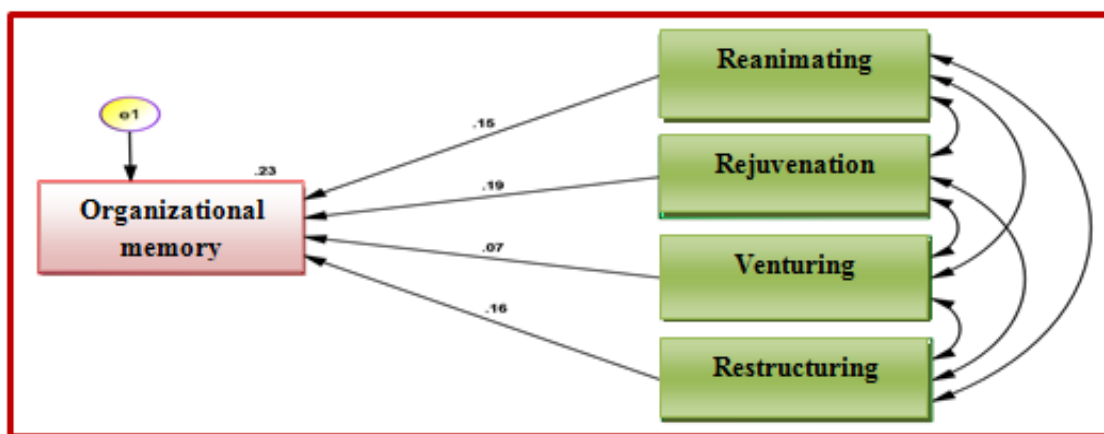 Reanimating
e1
.15
.23
Rejuvenation
.19
Organizational
memory
.07
Venturing
.16
Restructuring